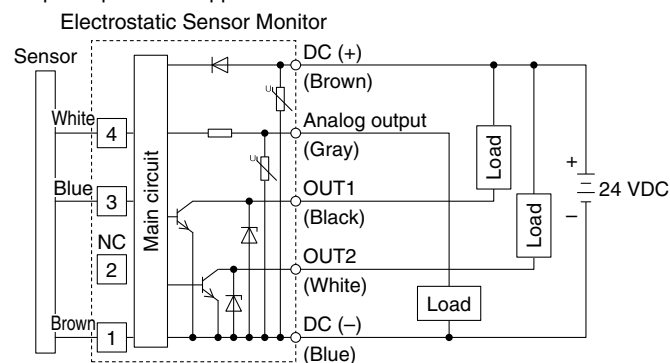 Electrostatic Sensor Monitor
Sensor
DC (+)
(Brown)
White
4
Analog output
(Gray)
Blue
3
OUT1
(Black)
NC
2
OUT2
(White)
Brown
1
DC (–)
(Blue)
Main circuit
U
U
Load
Load
Load
+
24 VDC
–